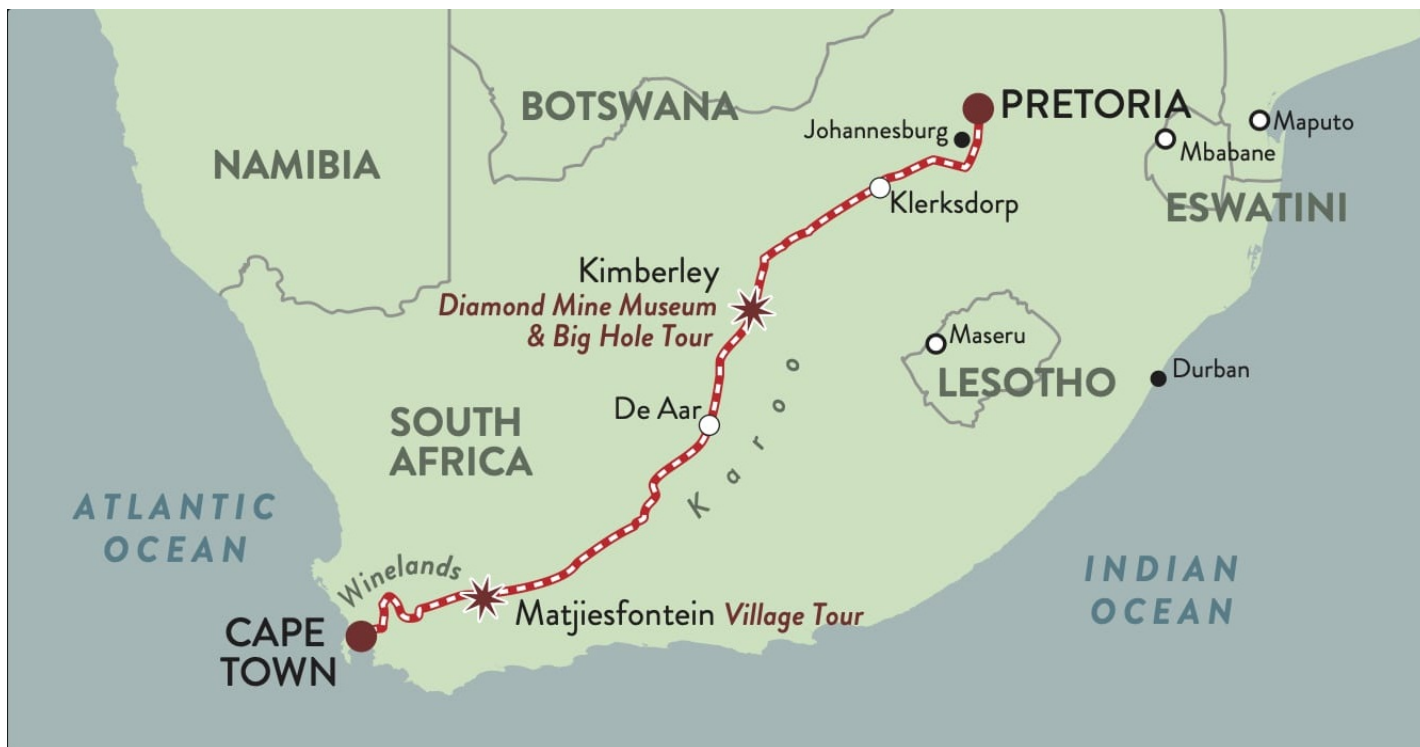 BOTSWANA
PRETORIA
Johannesburg
Maputo
Mbabane
NAMIBIA
Klerksdorp
ESWATINI
Kimberley
Diamond Mine Museum
& Big Hole Tour
Maseru
LESOTHO
Durban
De Aar
SOUTH
AFRICA
Karoo
ATLANTIC
OCEAN
Winelands
INDIAN
OCEAN
Matjiesfontein Village Tour
CAPE
TOWN